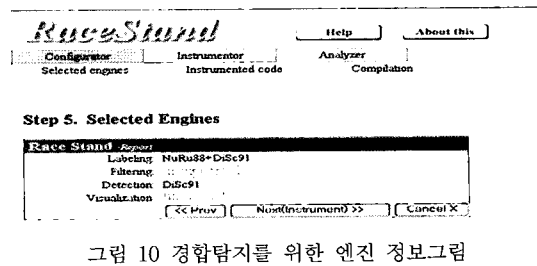 RaceStand
Help About this
Configurator Instrumentor Analyzer
Selected engines Instrumented code Compilation
Step 5. Selected Engines
Race Stand -Report
Labeling NuRu88+DiSc91
Filtering
Detection DiSc91
Visualization
<< Prev Next(Instrument) >> Cancel X
그림 10 경합탐지를 위한 엔진 정보그림